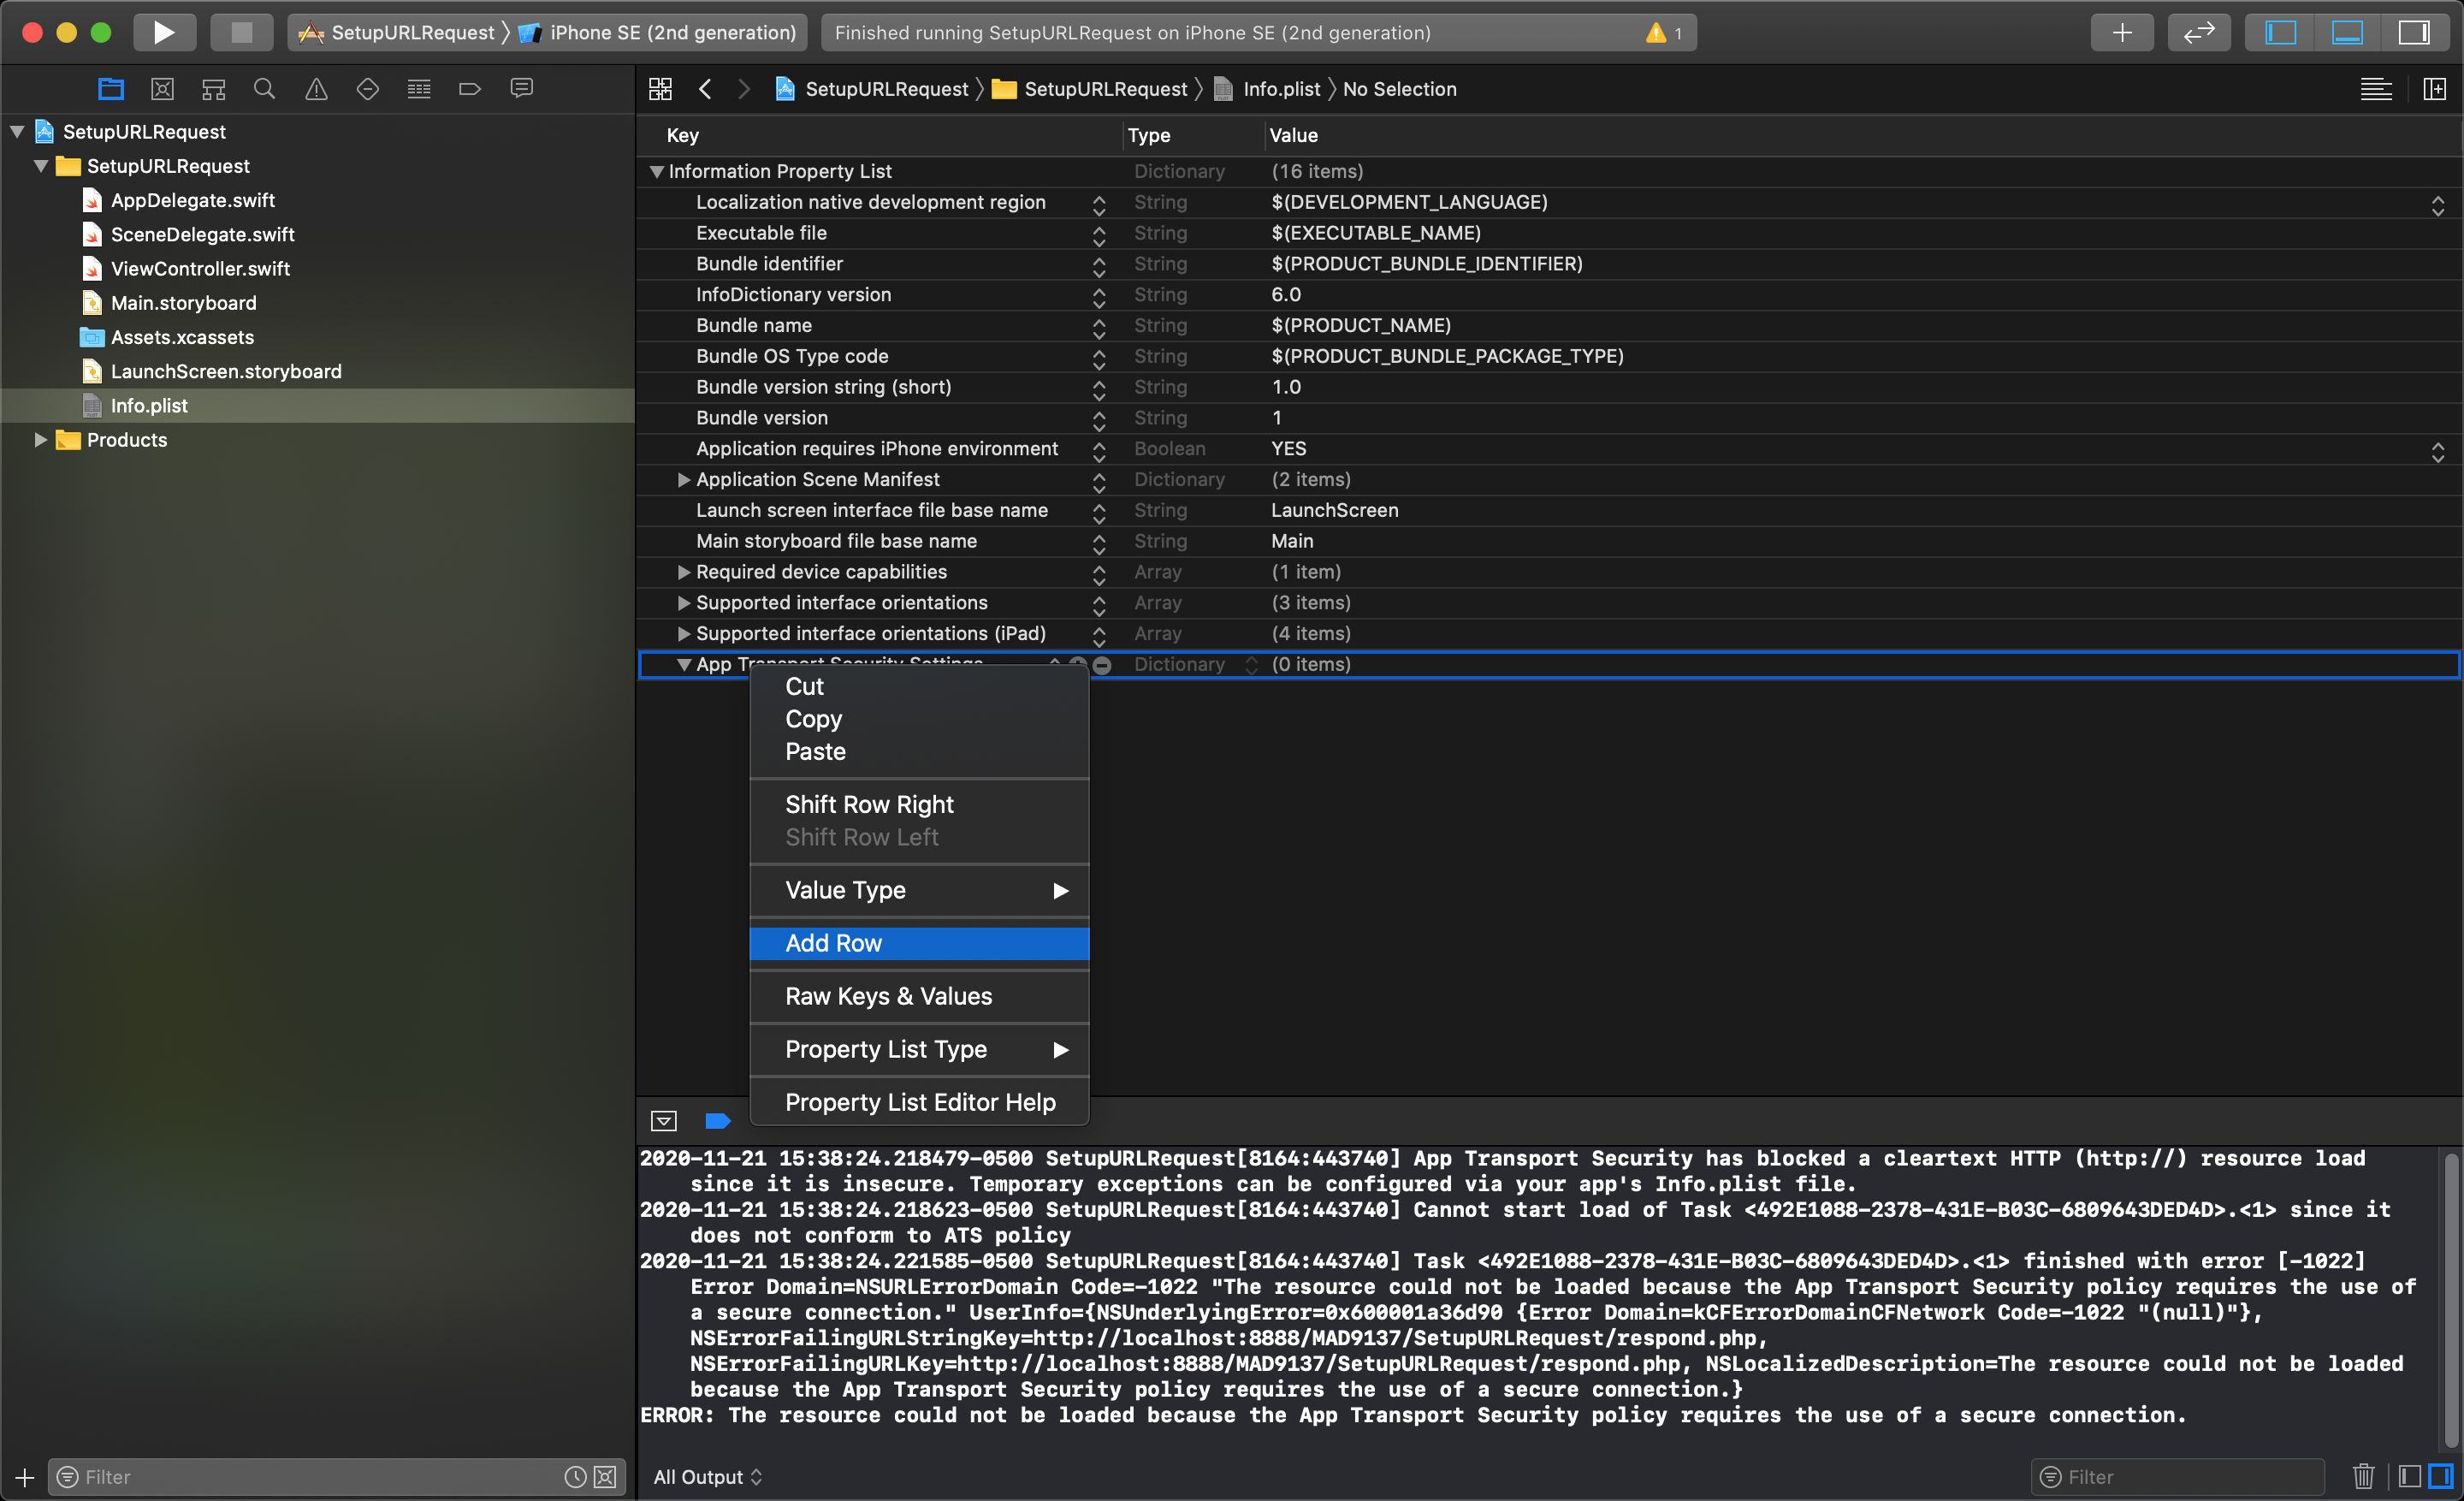 SetupURLRequest 〉 iPhone SE (2nd generation)
Finished running SetupURLRequest on iPhone SE (2nd generation)
1
SetupURLRequest 〉 SetupURLRequest 〉 Info.plist 〉 No Selection
SetupURLRequest
SetupURLRequest
AppDelegate.swift
SceneDelegate.swift
ViewController.swift
Main.storyboard
Assets.xcassets
LaunchScreen.storyboard
Info.plist
Products
Filter
Key Type Value
Information Property List Dictionary (16 items)
Localization native development region String $(DEVELOPMENT_LANGUAGE)
Executable file String $(EXECUTABLE_NAME)
Bundle identifier String $(PRODUCT_BUNDLE_IDENTIFIER)
InfoDictionary version String 6.0
Bundle name String $(PRODUCT_NAME)
Bundle OS Type code String $(PRODUCT_BUNDLE_PACKAGE_TYPE)
Bundle version string (short) String 1.0
Bundle version String 1
Application requires iPhone environment Boolean YES
Application Scene Manifest Dictionary (2 items)
Launch screen interface file base name String LaunchScreen
Main storyboard file base name String Main
Required device capabilities Array (1 item)
Supported interface orientations Array (3 items)
Supported interface orientations (iPad) Array (4 items)
App Transport Security Settings Dictionary (0 items)
Cut
Copy
Paste
Shift Row Right
Shift Row Left
Value Type
Add Row
Raw Keys & Values
Property List Type
Property List Editor Help
2020-11-21 15:38:24.218479-0500 SetupURLRequest[8164:443740] App Transport Security has blocked a cleartext HTTP (http://) resource load
since it is insecure. Temporary exceptions can be configured via your app's Info.plist file.
2020-11-21 15:38:24.218623-0500 SetupURLRequest[8164:443740] Cannot start load of Task <492E1088-2378-431E-B03C-6809643DED4D>.<1> since it
does not conform to ATS policy
2020-11-21 15:38:24.221585-0500 SetupURLRequest[8164:443740] Task <492E1088-2378-431E-B03C-6809643DED4D>.<1> finished with error [-1022]
Error Domain=NSURLErrorDomain Code=-1022 "The resource could not be loaded because the App Transport Security policy requires the use of
a secure connection." UserInfo={NSUnderlyingError=0x600001a36d90 {Error Domain=kCFErrorDomainCFNetwork Code=-1022 "(null)"},
NSErrorFailingURLStringKey=http://localhost:8888/MAD9137/SetupURLRequest/respond.php,
NSErrorFailingURLKey=http://localhost:8888/MAD9137/SetupURLRequest/respond.php, NSLocalizedDescription=The resource could not be loaded
because the App Transport Security policy requires the use of a secure connection.}
ERROR: The resource could not be loaded because the App Transport Security policy requires the use of a secure connection.
All Output
Filter